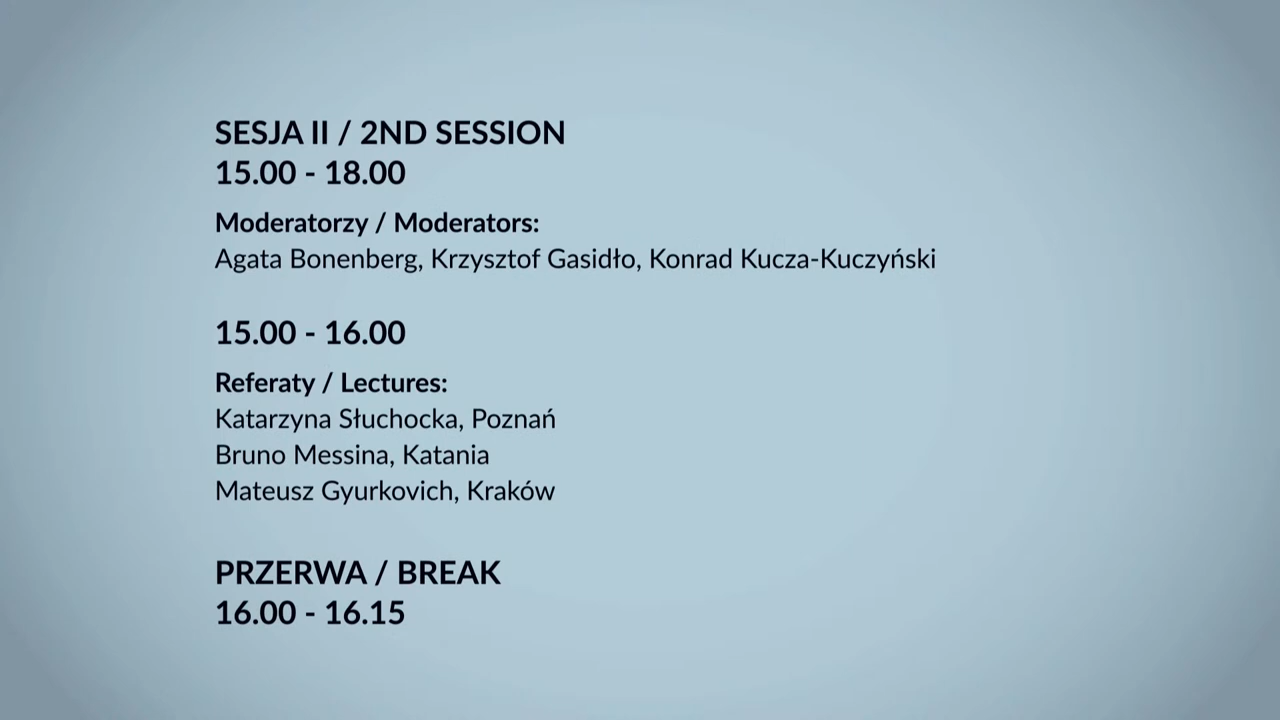 SESJA II / 2ND SESSION
15.00 - 18.00
Moderatorzy / Moderators:
Agata Bonenberg, Krzysztof Gasidło, Konrad Kucza-Kuczyński
15.00 - 16.00
Referaty / Lectures:
Katarzyna Słuchocka, Poznań
Bruno Messina, Katania
Mateusz Gyurkovich, Kraków
PRZERWA / BREAK
16.00 - 16.15